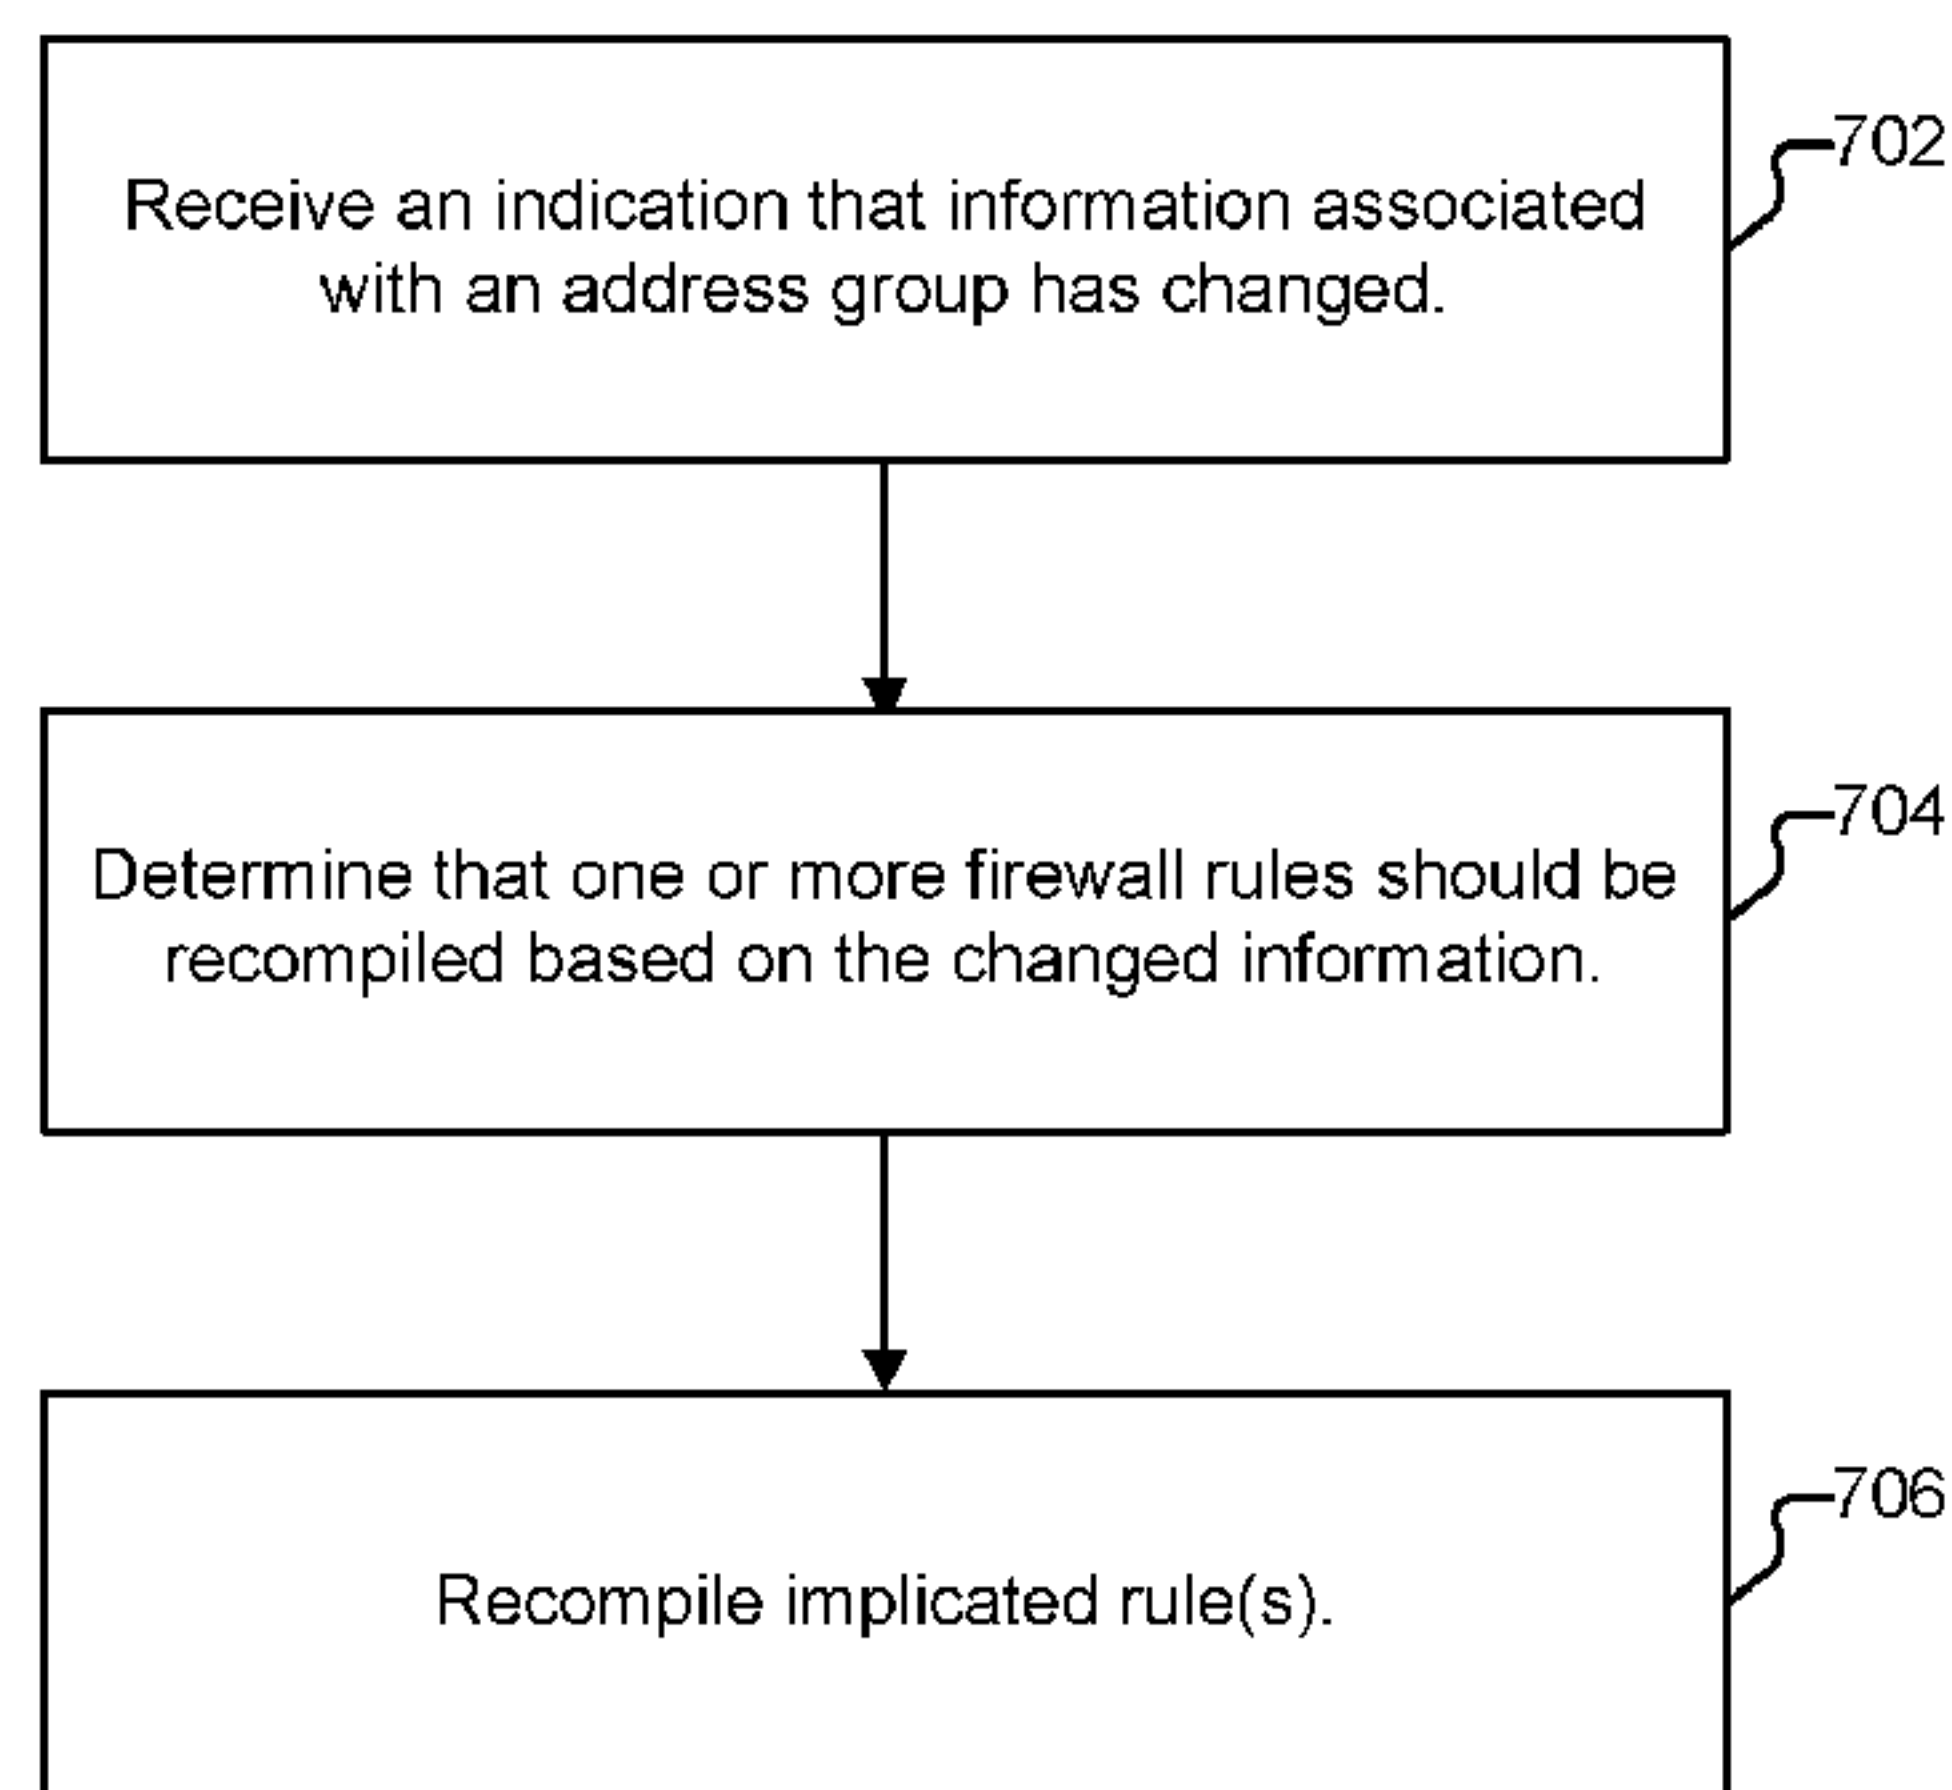 Receive an indication that information associated
with an address group has changed.
702
Determine that one or more firewall rules should be
recompiled based on the changed information.
704
Recompile implicated rule(s).
706